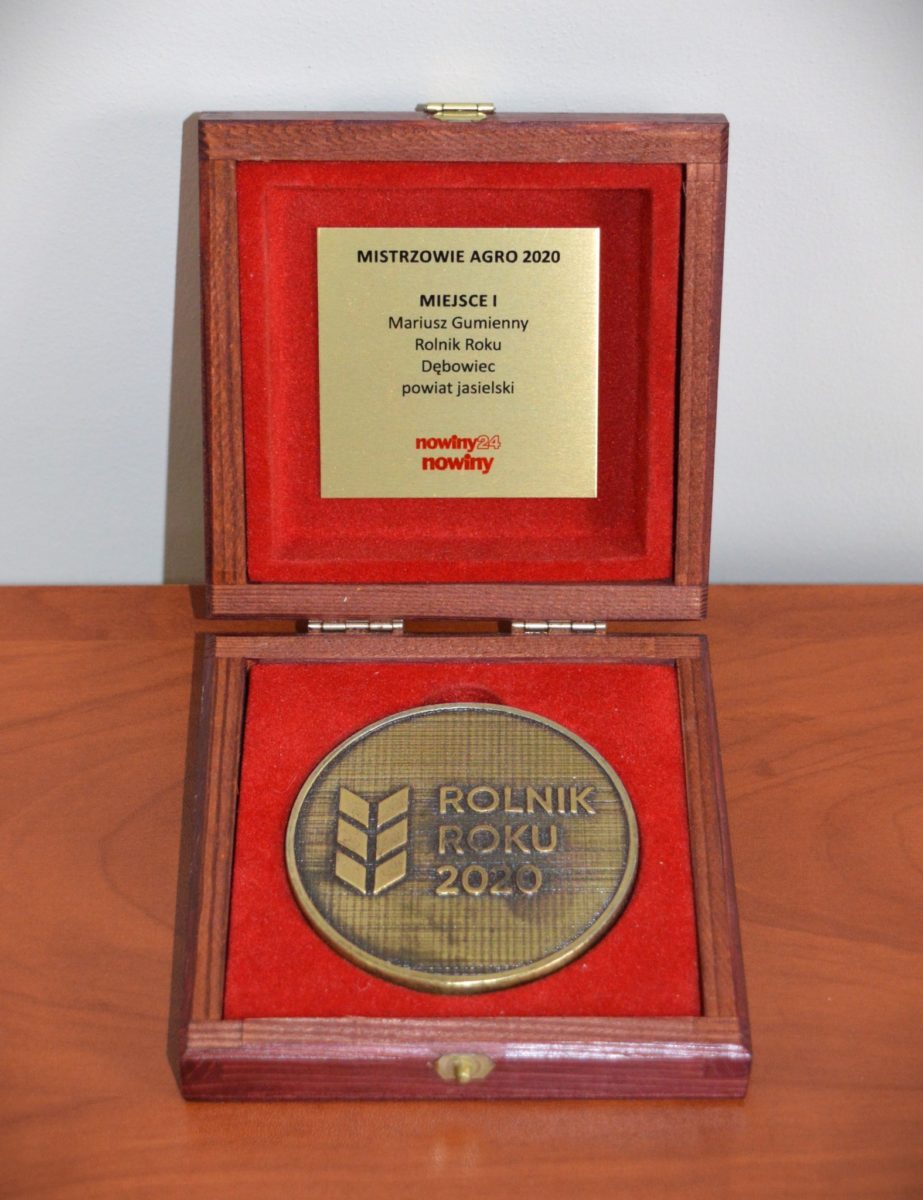 MISTRZOWIE AGRO 2020
MIEJSCE I
Mariusz Gumienny
Rolnik Roku
Dębowiec
powiat jasielski
nowiny24
nowiny
ROLNIK
ROKU
2020